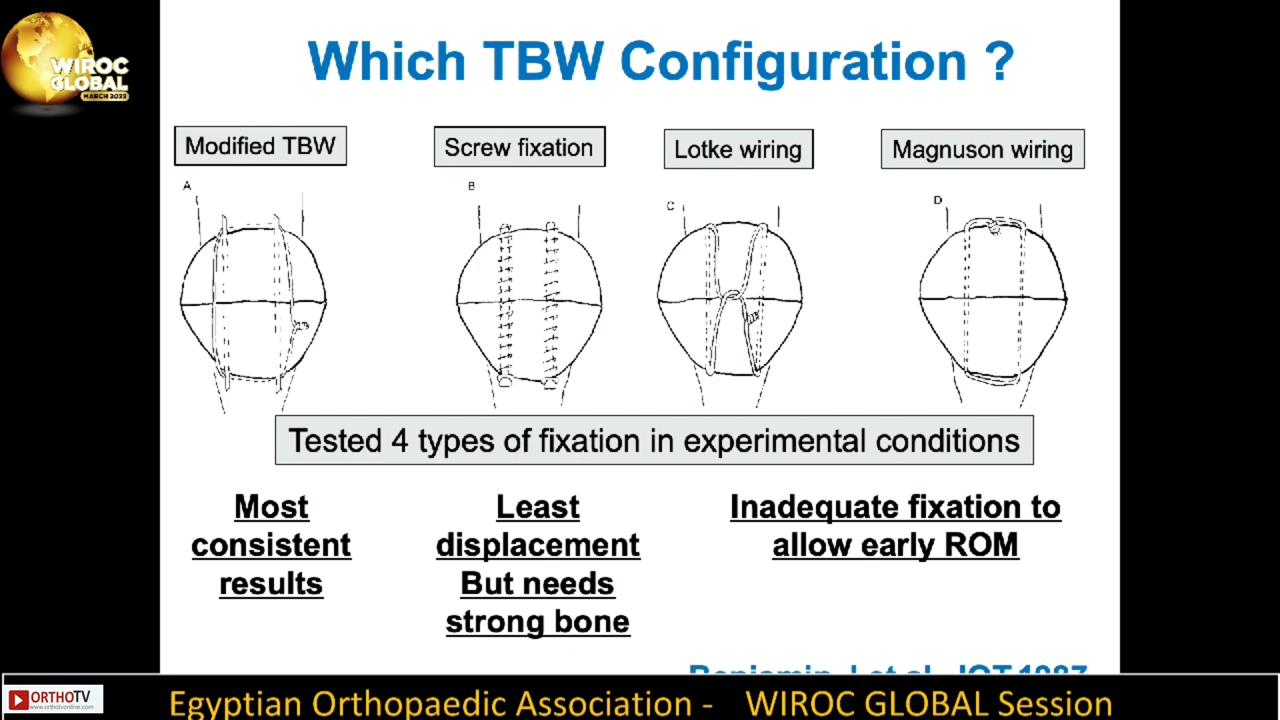 WIROC
GLOBAL
MARCH 2022
Which TBW Configuration ?
Modified TBW
Screw fixation
Lotke wiring
Magnuson wiring
A
B
C
D
Tested 4 types of fixation in experimental conditions
Most
consistent
results
Least
displacement
But needs
strong bone
Inadequate fixation to
allow early ROM
Benjamin J et al JOT 1987
ORTHOTV
www.orthotvonline.com
Egyptian Orthopaedic Association - WIROC GLOBAL Session